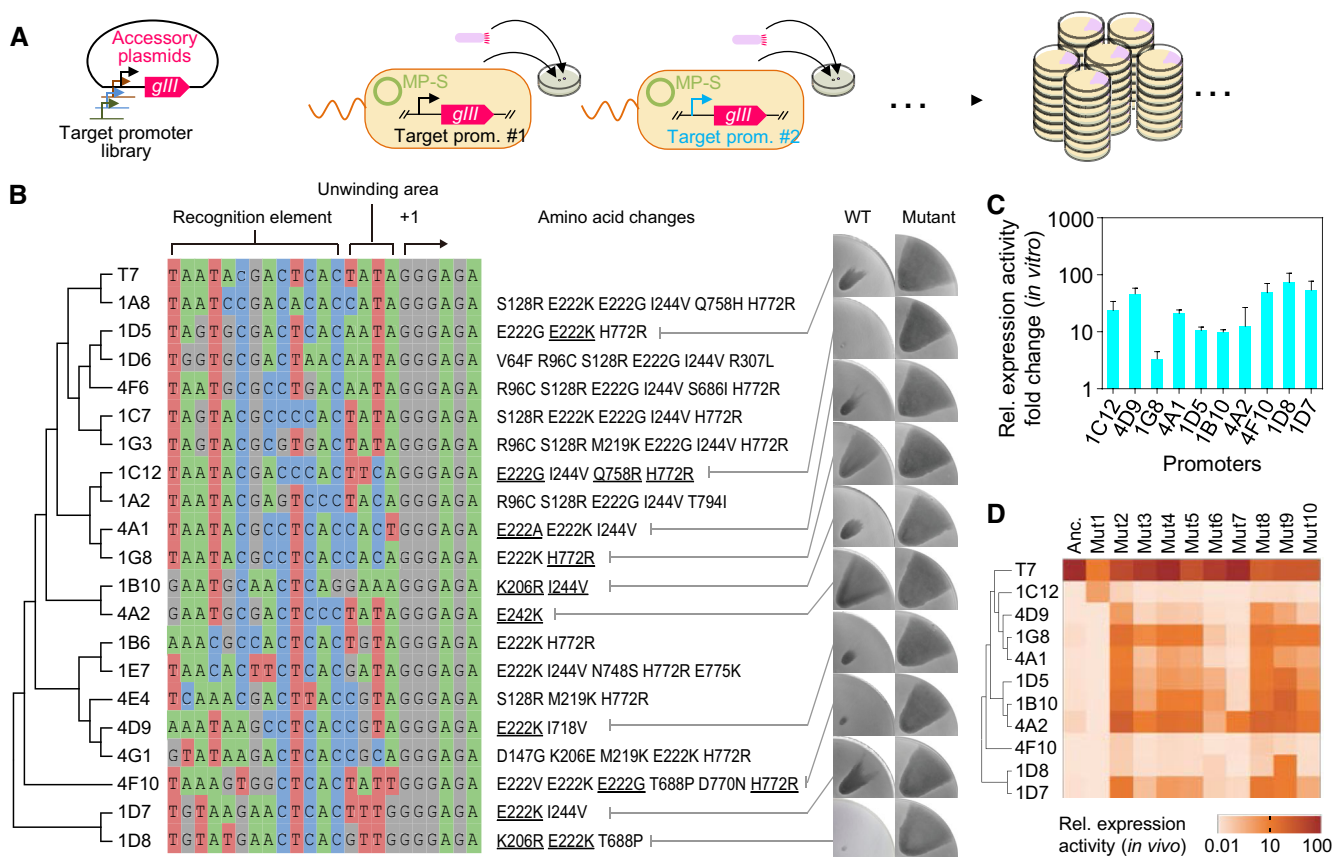 A
Accessory
plasmids
gIII
Target promoter
library
MP-S
gIII
Target prom. #1
MP-S
gIII
Target prom. #2
...
...
B
Unwinding area
Recognition element
+1
Amino acid changes
WT
Mutant
T7 TAATACGACTCACTATAGGGAGA
1A8 TAATCCGACACACCATAGGGAGA S128R E222K E222G I244V Q758H H772R
1D5 TAGTGCGACTCACAATAGGGAGA E222G E222K H772R
1D6 TGGTGCGACTAACAATAGGGAGA V64F R96C S128R E222G I244V R307L
4F6 TAATGCGCCTGACAATAGGGAGA R96C S128R E222G I244V S686I H772R
1C7 TAGTACGCCCCACTATAGGGAGA S128R E222K E222G I244V H772R
1G3 TAGTACGCGTGACTATAGGGAGA R96C S128R M219K E222G I244V H772R
1C12 TAATACGACCCACTTCAGGGAGA E222G I244V Q758R H772R
1A2 TAATACGAGTCCCTACAGGGAGA R96C S128R E222G I244V T794I
4A1 TAATACGCCTCACCACTGGGAGA E222A E222K I244V
1G8 TAATACGCCTCACCACAGGGAGA E222K H772R
1B10 GAATGCAACTCAGGAAAGGGAGA K206R I244V
4A2 GAATGCGACTCCCTATAGGGAGA E242K
1B6 AAACGCCACTCACTGTAGGGAGA E222K H772R
1E7 TAACACTTCTCACGATAGGGAGA E222K I244V N748S H772R E775K
4E4 TCAAACGACTTACCGTAGGGAGA S128R M219K H772R
4D9 AAATAAGCCTCACCGTAGGGAGA E222K I718V
4G1 GTATAAGACTCACCGCAGGGAGA D147G K206E M219K E222K H772R
4F10 TAAAGTGGCTCACTATTGGGAGA E222V E222K E222G T688P D770N H772R
1D7 TGTAAGAACTCACTTTGGGGAGA E222K I244V
1D8 TGTATGAACTCACGTTGGGGAGA K206R E222K T688P
C
Rel. expression activity
fold change (in vitro)
1000
100
10
1
1C12 4D9 1G8 4A1 1D5 1B10 4A2 4F10 1D8 1D7
Promoters
D
Anc. Mut1 Mut2 Mut3 Mut4 Mut5 Mut6 Mut7 Mut8 Mut9 Mut10
T7
1C12
4D9
1G8
4A1
1D5
1B10
4A2
4F10
1D8
1D7
Rel. expression
activity (in vivo)
0.01 10 100